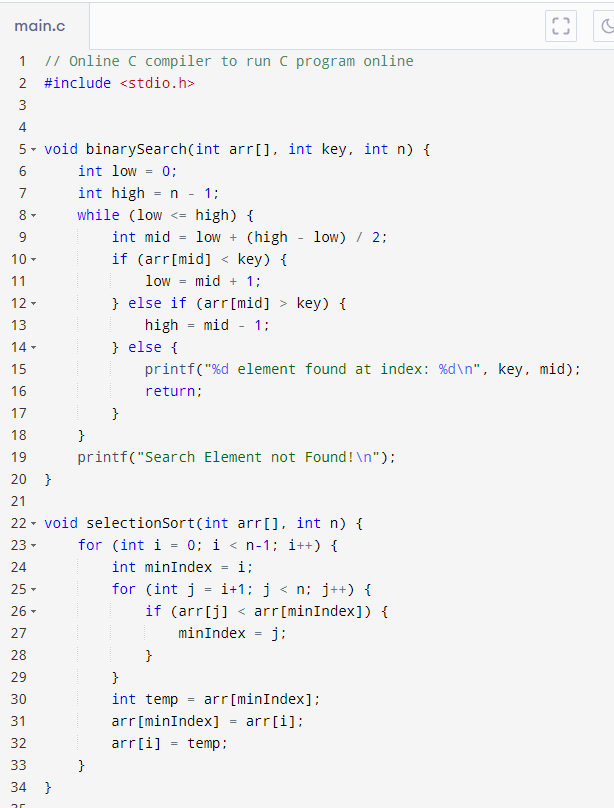 main.c
1 // Online C compiler to run C program online
2 #include <stdio.h>
3
4
5 void binarySearch(int arr[], int key, int n) {
6     int low = 0;
7     int high = n - 1;
8     while (low <= high) {
9         int mid = low + (high - low) / 2;
10         if (arr[mid] < key) {
11             low = mid + 1;
12         } else if (arr[mid] > key) {
13             high = mid - 1;
14         } else {
15             printf("%d element found at index: %d\n", key, mid);
16             return;
17         }
18     }
19     printf("Search Element not Found!\n");
20 }
21
22 void selectionSort(int arr[], int n) {
23     for (int i = 0; i < n-1; i++) {
24         int minIndex = i;
25         for (int j = i+1; j < n; j++) {
26             if (arr[j] < arr[minIndex]) {
27                 minIndex = j;
28             }
29         }
30         int temp = arr[minIndex];
31         arr[minIndex] = arr[i];
32         arr[i] = temp;
33     }
34 }